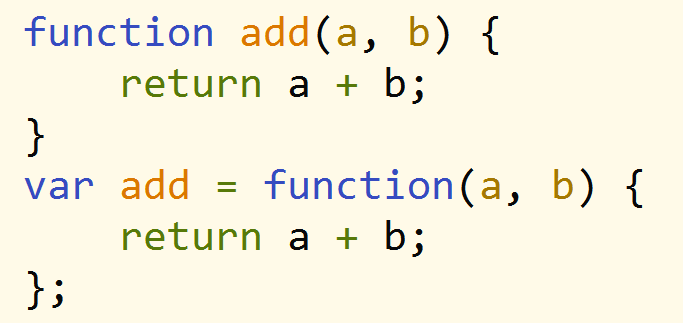 function add(a, b) {
    return a + b;
}
var add = function(a, b) {
    return a + b;
};